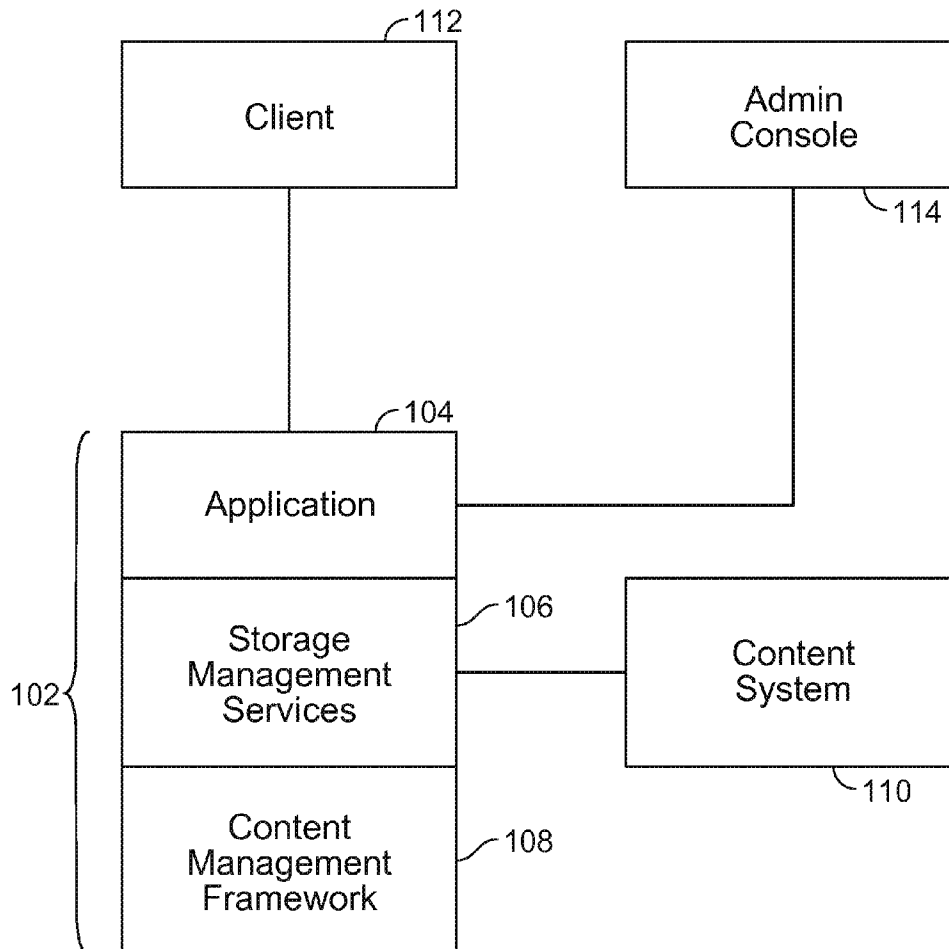 112
Client
Admin
Console
114
104
Application
106
Storage
Management
Services
Content
System
102
110
Content
Management
Framework
108